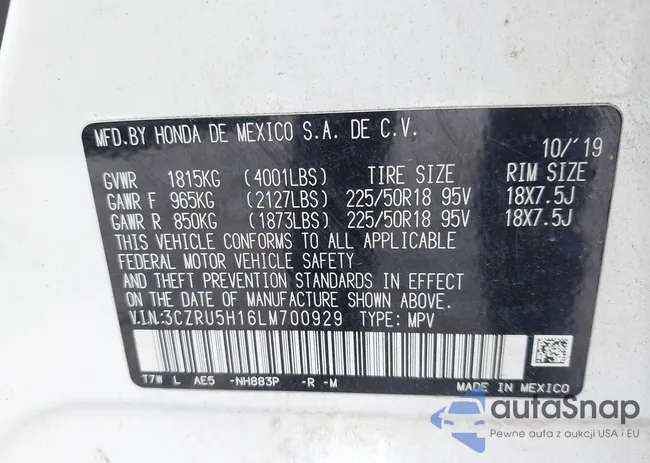 MFD.BY HONDA DE MEXICO S.A. DE C.V.
10/'19
GVWR 1815KG (4001LBS) TIRE SIZE RIM SIZE
GAWR F 965KG (2127LBS) 225/50R18 95V 18X7.5J
GAWR R 850KG (1873LBS) 225/50R18 95V 18X7.5J
THIS VEHICLE CONFORMS TO ALL APPLICABLE
FEDERAL MOTOR VEHICLE SAFETY
AND THEFT PREVENTION STANDARDS IN EFFECT
ON THE DATE OF MANUFACTURE SHOWN ABOVE.
V.I.N:3CZRU5H16LM700929 TYPE: MPV
T7W L AE5 -NH883P -R -M MADE IN MEXICO
autaSnap
Pewne auta z aukcji USA i EU